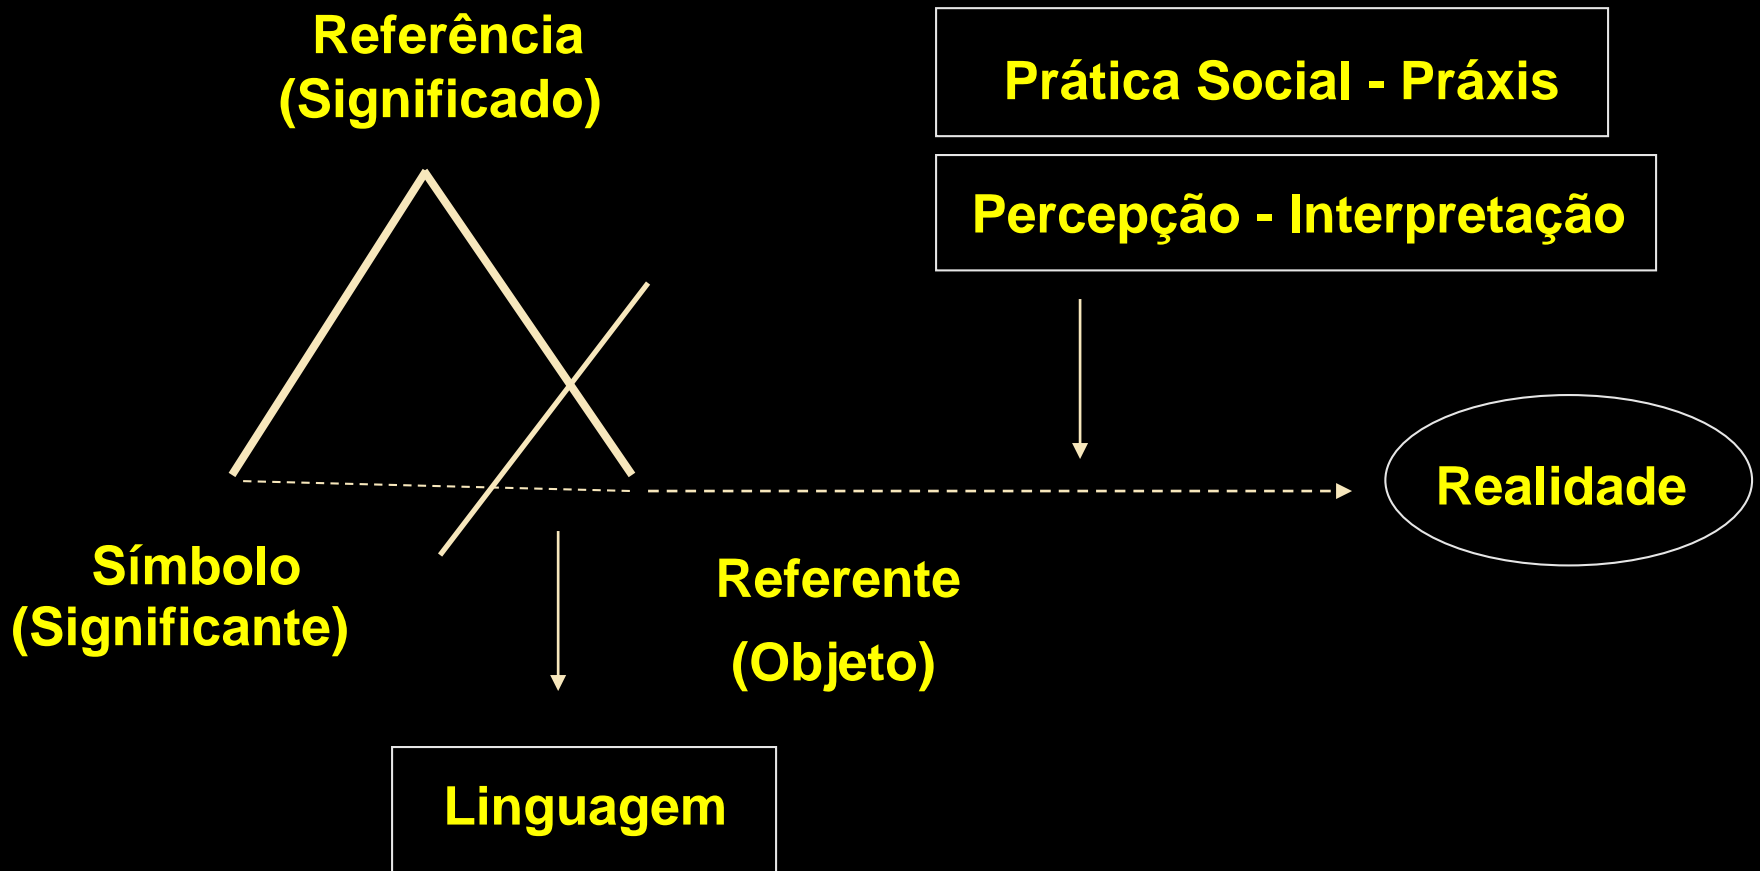 Referência
(Significado)
Prática Social - Práxis
Percepção - Interpretação
Realidade
Símbolo
(Significante)
Referente
(Objeto)
Linguagem